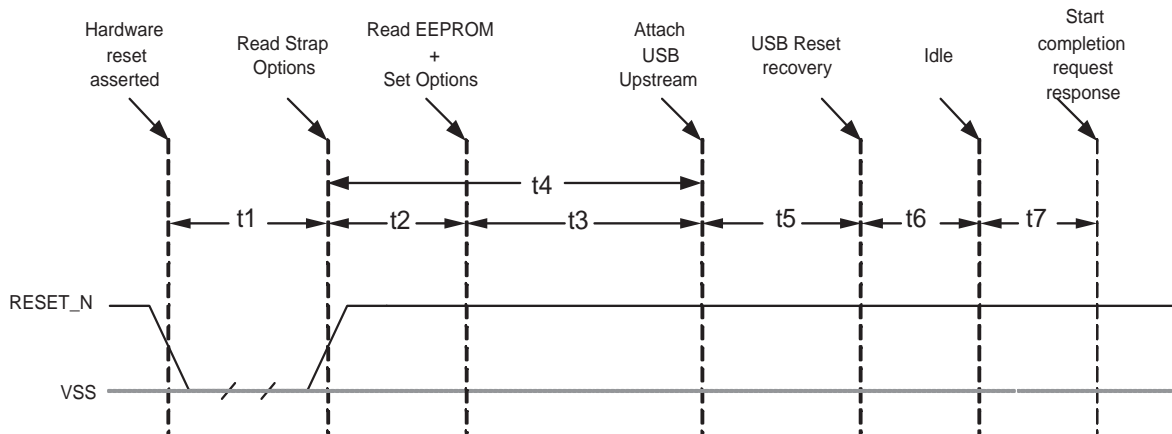 Hardware
reset
asserted
Read Strap
Options
Read EEPROM
+
Set Options
Attach
USB
Upstream
USB Reset
recovery
Idle
Start
completion
request
response
t4
t1
t2
t3
t5
t6
t7
RESET_N
VSS